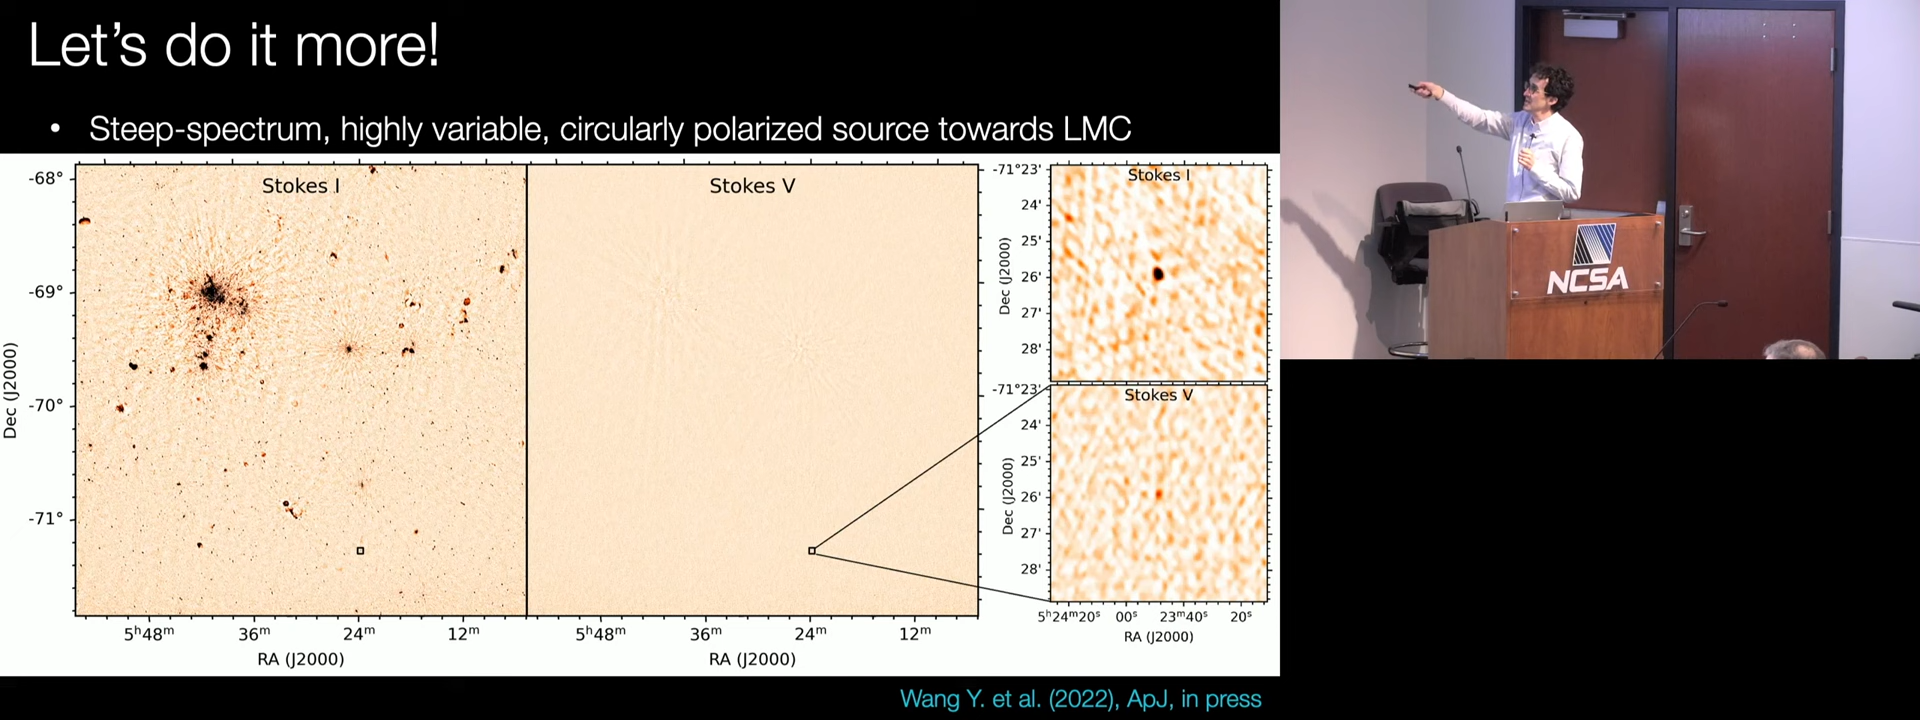 Let's do it more!
• Steep-spectrum, highly variable, circularly polarized source towards LMC
Stokes I
Stokes V
-68°
-69°
-70°
-71°
Dec (J2000)
5ʰ48ᵐ
36ᵐ
24ᵐ
12ᵐ
RA (J2000)
5ʰ48ᵐ
36ᵐ
24ᵐ
12ᵐ
RA (J2000)
Stokes I
-71°23'
24'
25'
26'
27'
28'
Dec (J2000)
Stokes V
-71°23'
24'
25'
26'
27'
28'
Dec (J2000)
5ʰ24ᵐ20ˢ
00ˢ
23ᵐ40ˢ
20ˢ
RA (J2000)
Wang Y. et al. (2022), ApJ, in press
NCSA